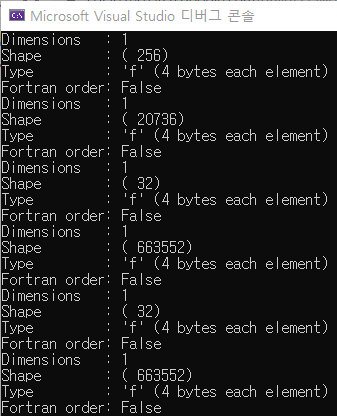 Microsoft Visual Studio 디버그 콘솔
Dimensions   : 1
Shape        : ( 256)
Type         : 'f' (4 bytes each element)
Fortran order: False
Dimensions   : 1
Shape        : ( 20736)
Type         : 'f' (4 bytes each element)
Fortran order: False
Dimensions   : 1
Shape        : ( 32)
Type         : 'f' (4 bytes each element)
Fortran order: False
Dimensions   : 1
Shape        : ( 663552)
Type         : 'f' (4 bytes each element)
Fortran order: False
Dimensions   : 1
Shape        : ( 32)
Type         : 'f' (4 bytes each element)
Fortran order: False
Dimensions   : 1
Shape        : ( 663552)
Type         : 'f' (4 bytes each element)
Fortran order: False